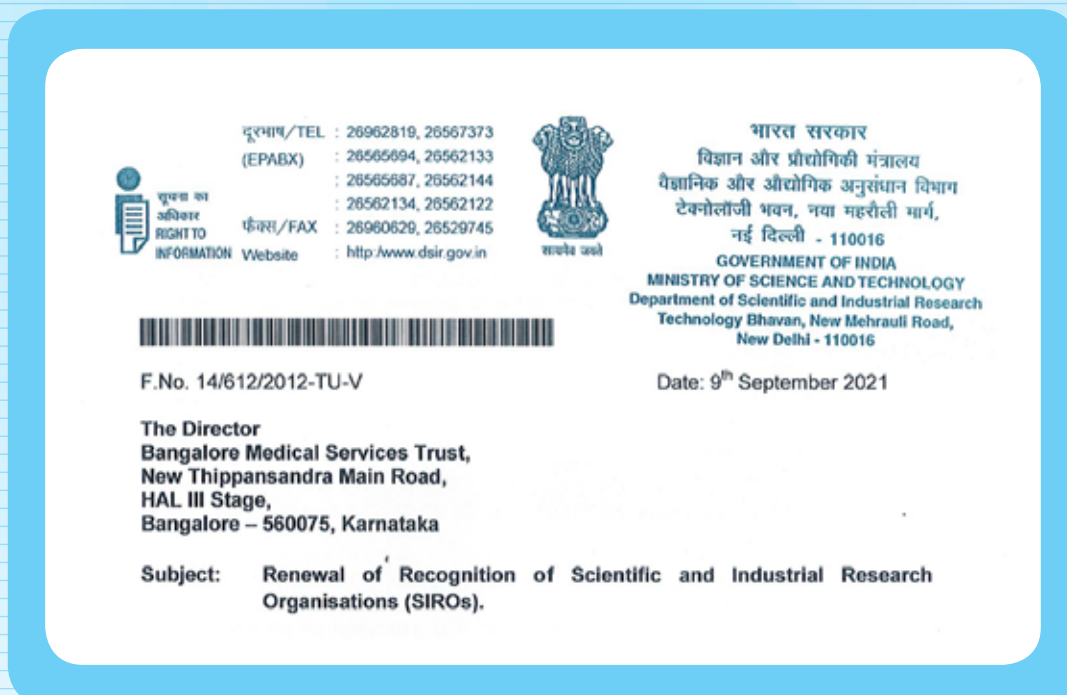 दूरभाष/TEL : 26962819, 26567373
(EPABX) : 26565694, 26562133
: 26565687, 26562144
: 26562134, 26562122
फैक्स/FAX : 26960629, 26529745
Website : http:/www.dsir.gov.in
सूचना का
अधिकार
RIGHT TO
INFORMATION
सत्यमेव जयते
भारत सरकार
विज्ञान और प्रौद्योगिकी मंत्रालय
वैज्ञानिक और औद्योगिक अनुसंधान विभाग
टेक्नोलॉजी भवन, नया महरौली मार्ग,
नई दिल्ली - 110016
GOVERNMENT OF INDIA
MINISTRY OF SCIENCE AND TECHNOLOGY
Department of Scientific and Industrial Research
Technology Bhavan, New Mehrauli Road,
New Delhi - 110016
F.No. 14/612/2012-TU-V
Date: 9th September 2021
The Director
Bangalore Medical Services Trust,
New Thippansandra Main Road,
HAL III Stage,
Bangalore – 560075, Karnataka
Subject: Renewal of Recognition of Scientific and Industrial Research
Organisations (SIROs).